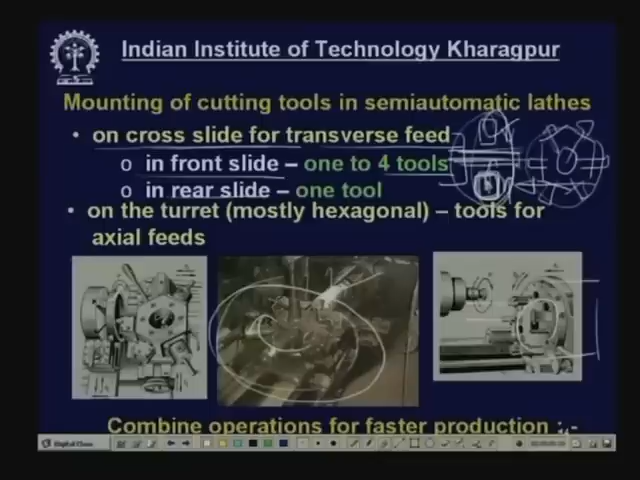 Indian Institute of Technology Kharagpur
Mounting of cutting tools in semiautomatic lathes
• on cross slide for transverse feed
o in front slide – one to 4 tools
o in rear slide – one tool
• on the turret (mostly hexagonal) – tools for
axial feeds
Combine operations for faster production :-